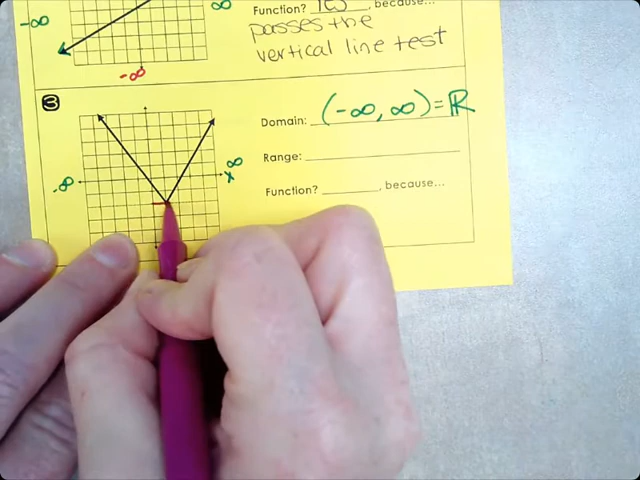 Function? Yes, because...
∞
-∞
passes the
vertical line test
-∞
3
Domain: (-∞, ∞) = ℝ
Range:
∞
x
-∞
Function? , because...